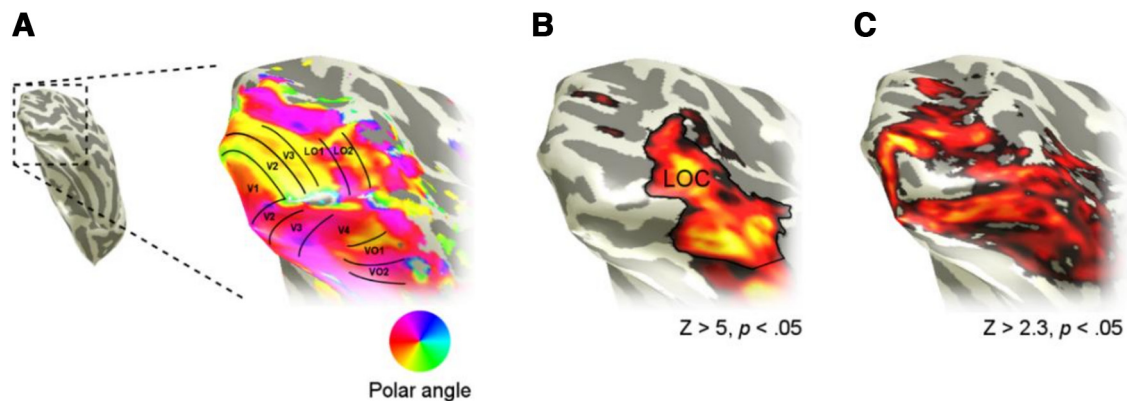 A
B
C
V3
LO1
LO2
V2
V1
V2
V3
V4
VO1
VO2
LOC
Z > 5, p < .05
Z > 2.3, p < .05
Polar angle